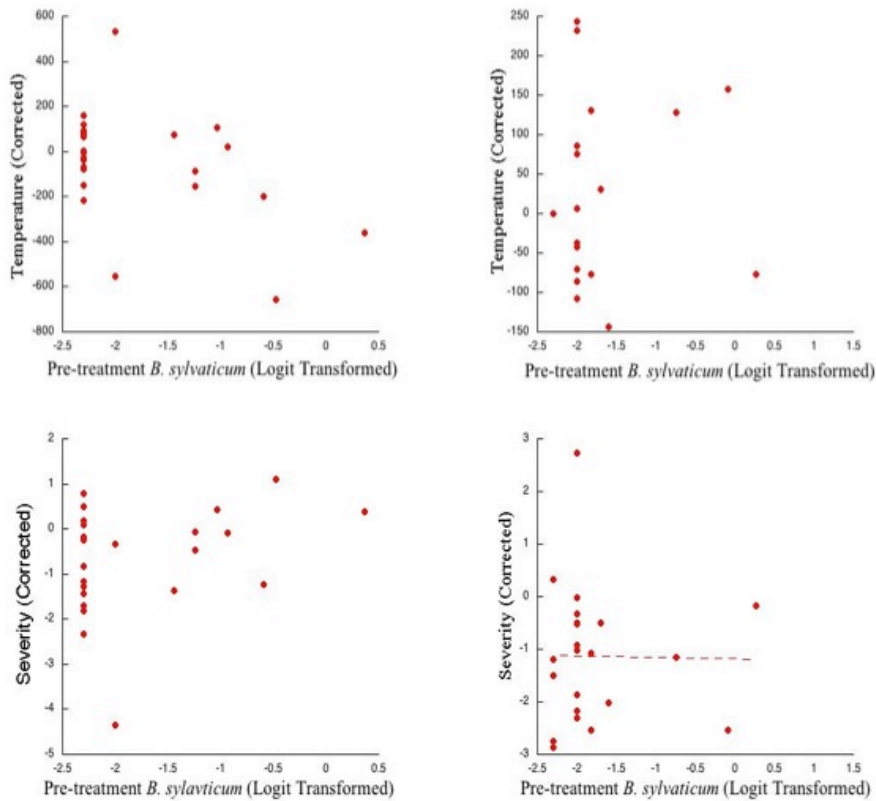 Temperature (Corrected)
600
400
200
0
-200
-400
-600
-800
-2.5 -2 -1.5 -1 -0.5 0 0.5
Pre-treatment B. sylvaticum (Logit Transformed)
Temperature (Corrected)
250
200
150
100
50
0
-50
-100
-150
-2.5 -2 -1.5 -1 -0.5 0 0.5 1 1.5
Pre-treatment B. sylvaticum (Logit Transformed)
Severity (Corrected)
2
1
0
-1
-2
-3
-4
-5
-2.5 -2 -1.5 -1 -0.5 0 0.5
Pre-treatment B. sylavticum (Logit Transformed)
Severity (Corrected)
3
2
1
0
-1
-2
-3
-2.5 -2 -1.5 -1 -0.5 0 0.5 1 1.5
Pre-treatment B. sylvaticum (Logit Transformed)